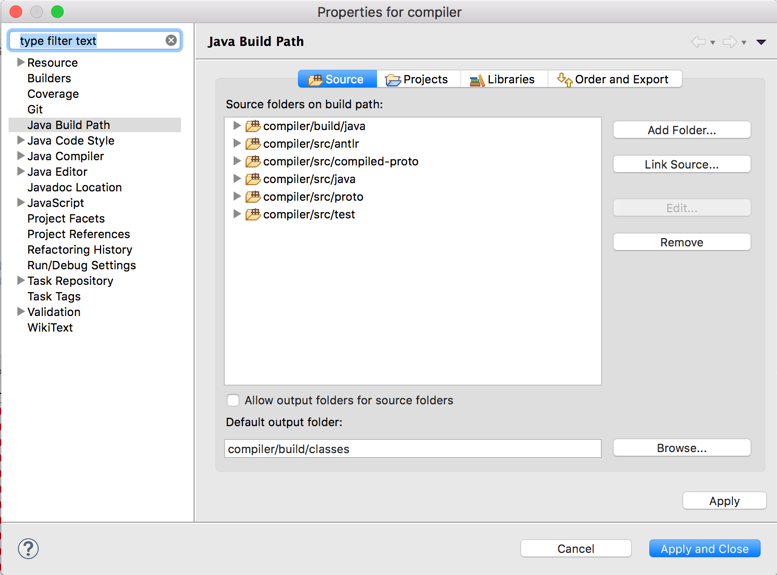 Properties for compiler
type filter text
Java Build Path
Resource
Builders
Coverage
Git
Java Build Path
Java Code Style
Java Compiler
Java Editor
Javadoc Location
JavaScript
Project Facets
Project References
Refactoring History
Run/Debug Settings
Task Repository
Task Tags
Validation
WikiText
Source Projects Libraries Order and Export
Source folders on build path:
compiler/build/java
compiler/src/antlr
compiler/src/compiled-proto
compiler/src/java
compiler/src/proto
compiler/src/test
Add Folder...
Link Source...
Edit...
Remove
Allow output folders for source folders
Default output folder:
compiler/build/classes
Browse...
Apply
?
Cancel
Apply and Close